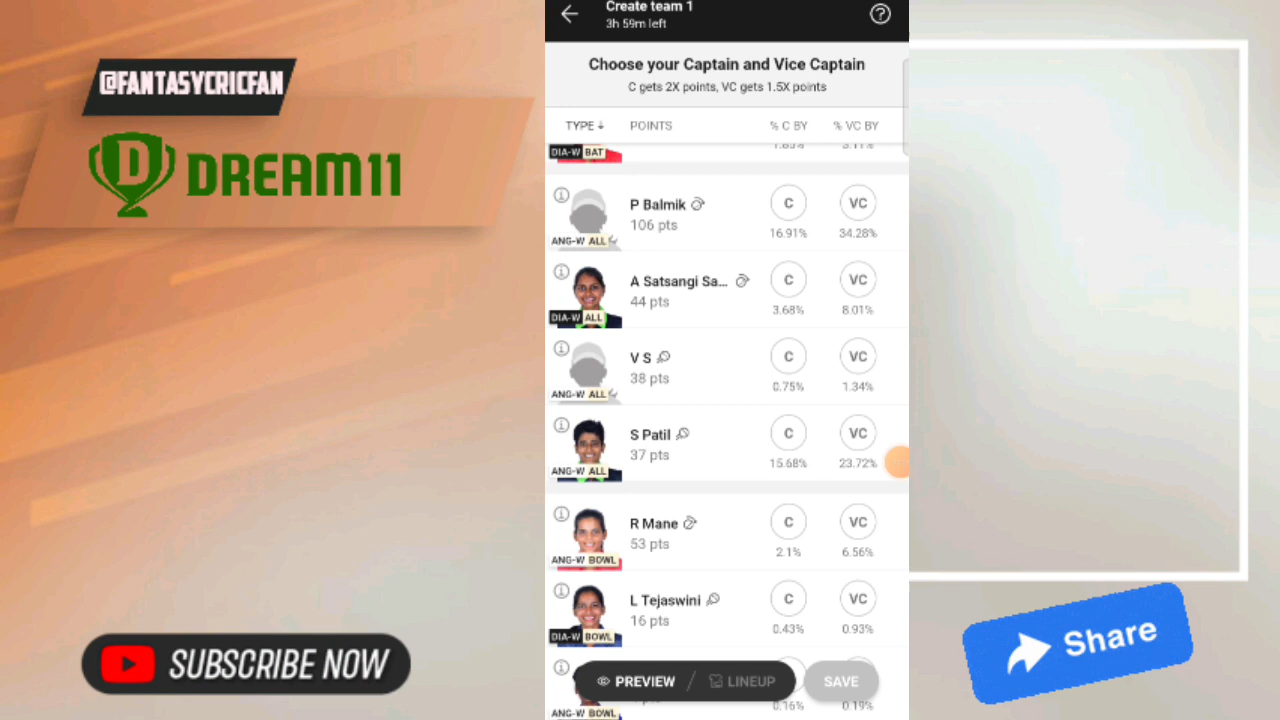 @FANTASYCRICFAN
DREAM11
SUBSCRIBE NOW
Create team 1
3h 59m left
Choose your Captain and Vice Captain
C gets 2X points, VC gets 1.5X points
TYPE ↓ POINTS % C BY % VC BY
DIA-W BAT
P Balmik C VC
106 pts 16.91% 34.28%
ANG-W ALL
A Satsangi Sa... C VC
44 pts 3.68% 8.01%
DIA-W ALL
V S C VC
38 pts 0.75% 1.34%
ANG-W ALL
S Patil C VC
37 pts 15.68% 23.72%
ANG-W ALL
R Mane C VC
53 pts 2.1% 6.56%
ANG-W BOWL
L Tejaswini C VC
16 pts 0.43% 0.93%
DIA-W BOWL
PREVIEW / LINEUP SAVE
0.16% 0.19%
ANG-W BOWL
Share